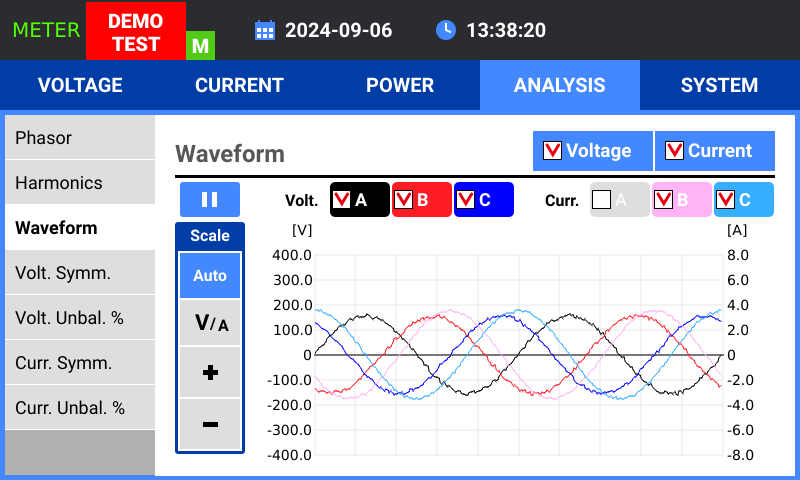 METER
DEMO
TEST
M
2024-09-06
13:38:20
VOLTAGE CURRENT POWER ANALYSIS SYSTEM
Phasor
Harmonics
Waveform
Volt. Symm.
Volt. Unbal. %
Curr. Symm.
Curr. Unbal. %
Waveform
Voltage Current
Volt. A B C
Curr. A B C
Scale
Auto
V/A
+
-
[V]
400.0
300.0
200.0
100.0
0
-100.0
-200.0
-300.0
-400.0
[A]
8.0
6.0
4.0
2.0
0
-2.0
-4.0
-6.0
-8.0